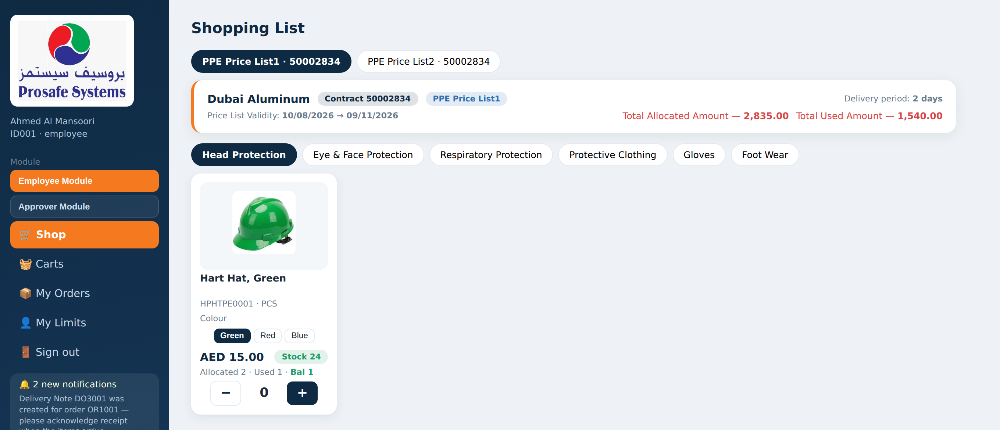 بروسيف سيستمز
Prosafe Systems
Ahmed Al Mansoori
ID001 · employee
Module
Employee Module
Approver Module
🛒 Shop
🧺 Carts
📦 My Orders
👤 My Limits
🚪 Sign out
🔔 2 new notifications
Delivery Note DO3001 was
created for order OR1001 —
please acknowledge receipt
when the items arrive.
Shopping List
PPE Price List1 · 50002834
PPE Price List2 · 50002834
Dubai Aluminum
Contract 50002834
PPE Price List1
Delivery period: 2 days
Price List Validity: 10/08/2026 → 09/11/2026
Total Allocated Amount — 2,835.00 Total Used Amount — 1,540.00
Head Protection
Eye & Face Protection
Respiratory Protection
Protective Clothing
Gloves
Foot Wear
Hart Hat, Green
HPHTPE0001 · PCS
Colour
Green
Red
Blue
AED 15.00
Stock 24
Allocated 2 · Used 1 · Bal 1
− 0 +